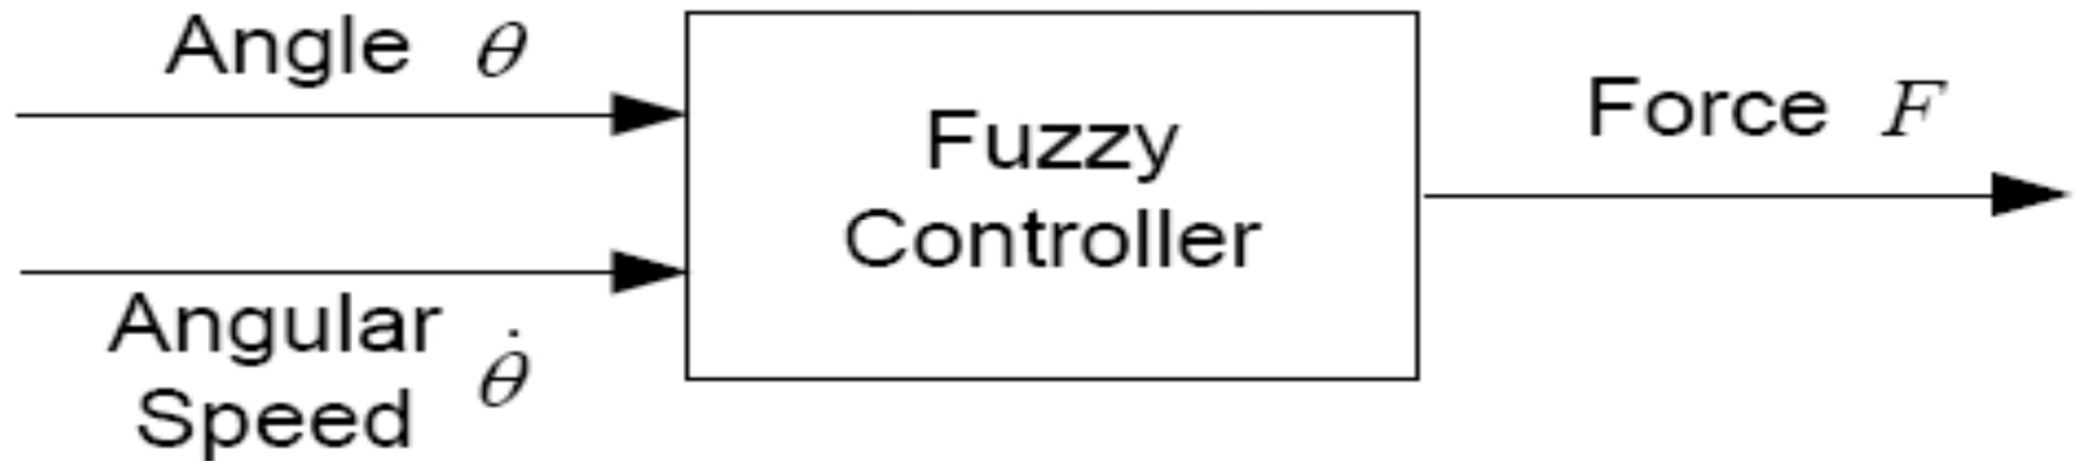 Angle θ
Fuzzy
Controller
Force F
Angular
Speed θ̇